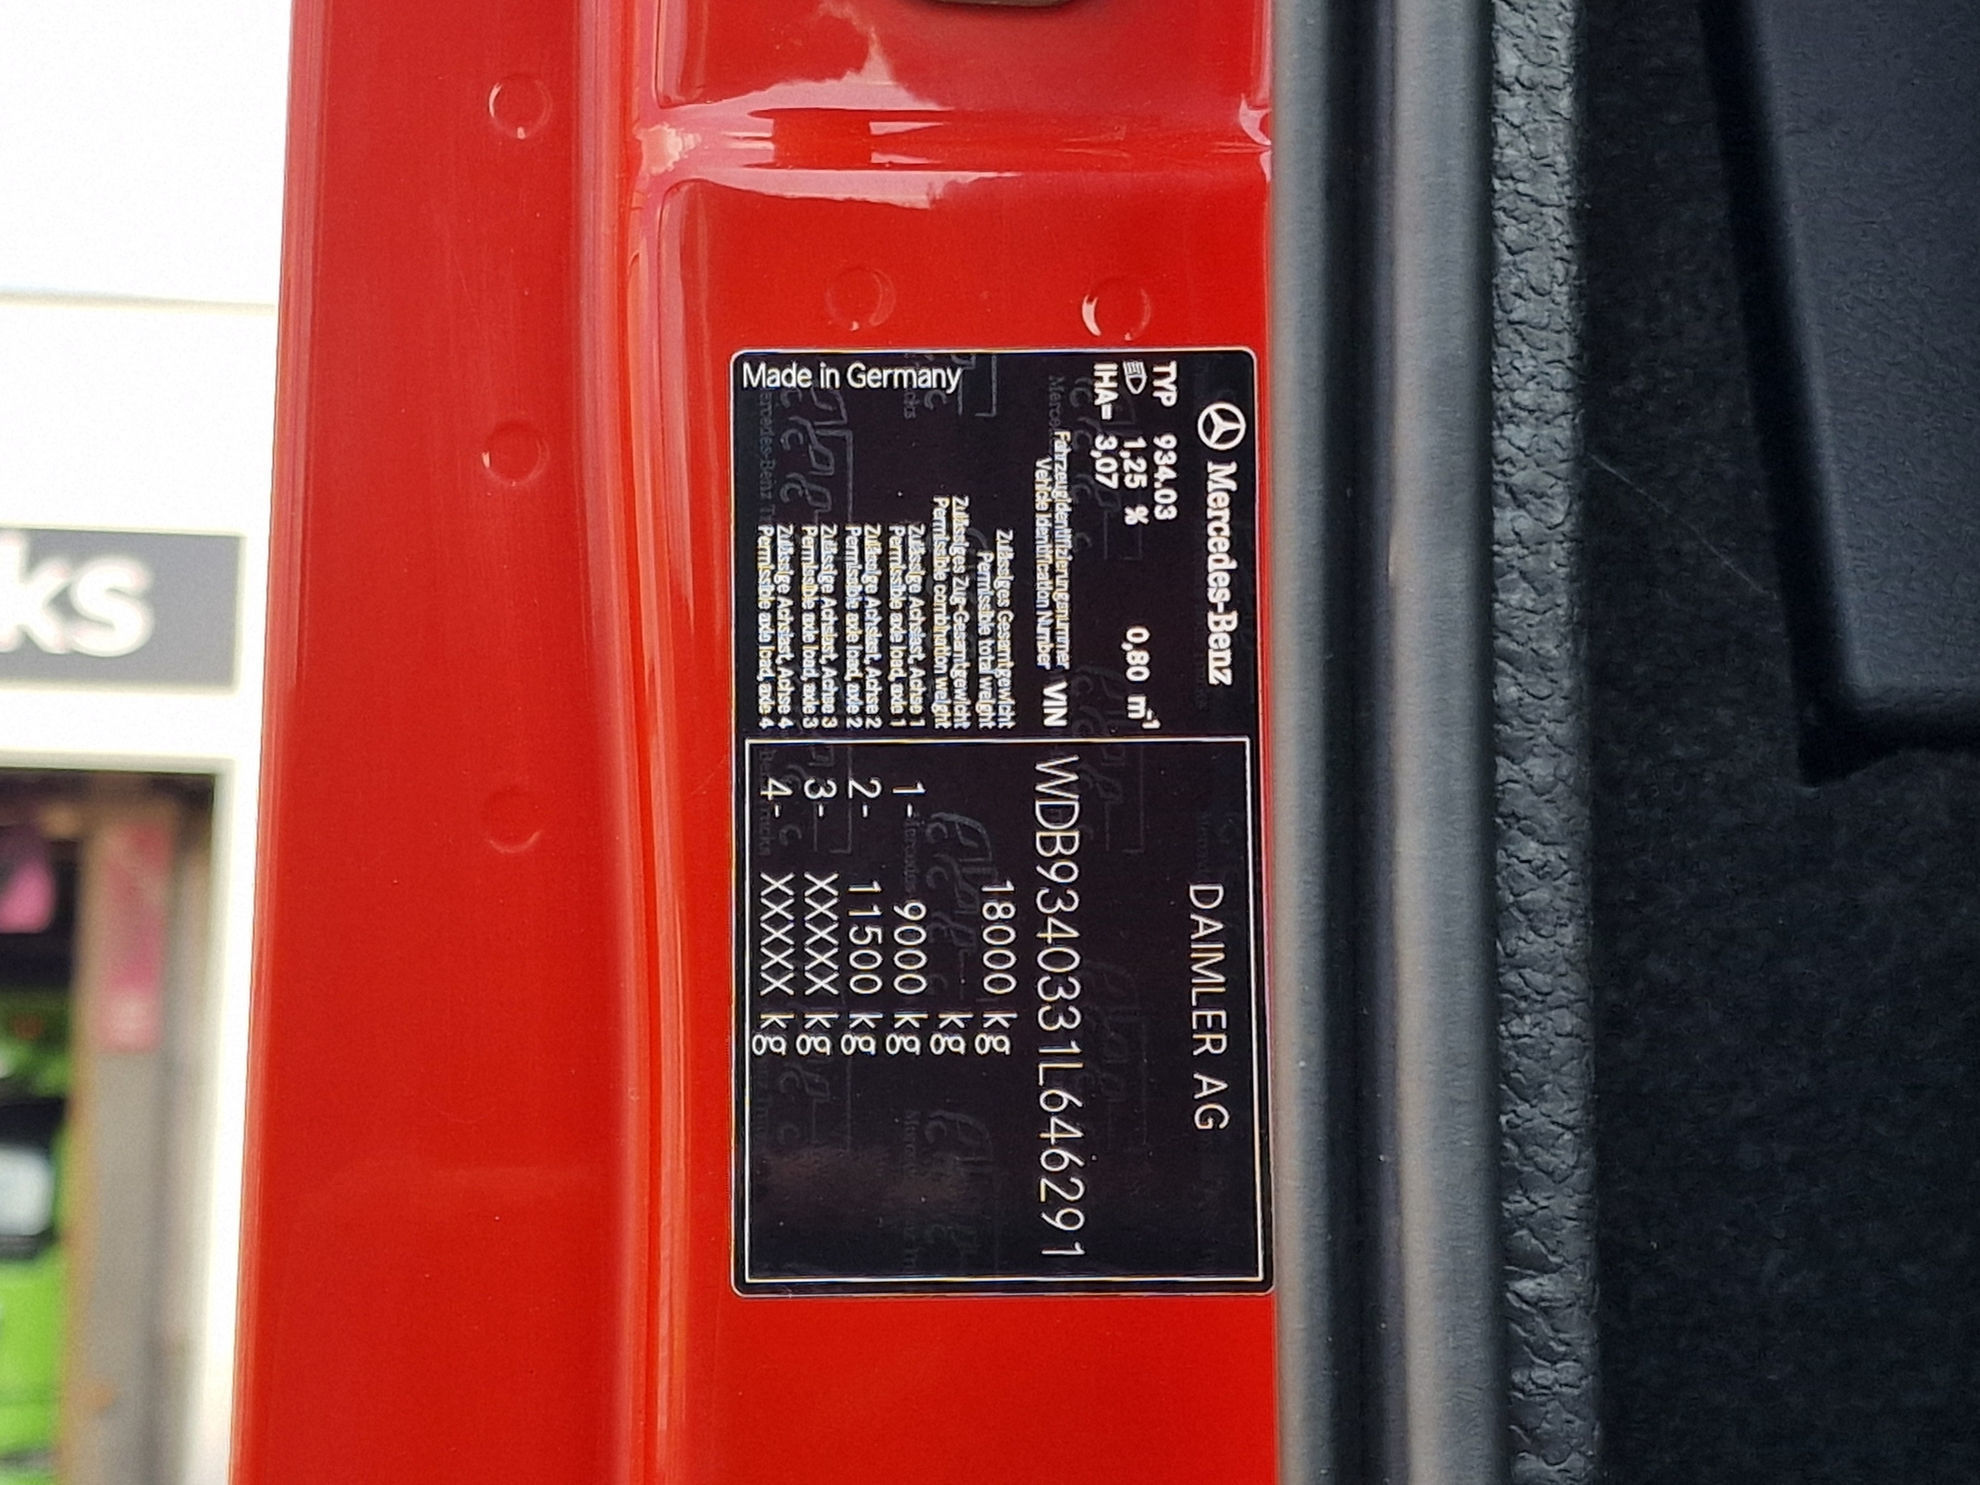 Mercedes-Benz
DAIMLER AG
TYP 934.03
1,25 % 0,80 m⁻¹
IHA= 3,07
Fahrzeugidentifizierungsnummer
Vehicle Identification Number
VIN WDB9340331L646291
Zulässiges Gesamtgewicht
Permissible total weight
18000 kg
Zulässiges Zug-Gesamtgewicht
Permissible combination weight
kg
Zulässige Achslast, Achse 1
Permissible axle load, axle 1
1- 9000 kg
Zulässige Achslast, Achse 2
Permissible axle load, axle 2
2- 11500 kg
Zulässige Achslast, Achse 3
Permissible axle load, axle 3
3- XXXXX kg
Zulässige Achslast, Achse 4
Permissible axle load, axle 4
4- XXXXX kg
Made in Germany
ks